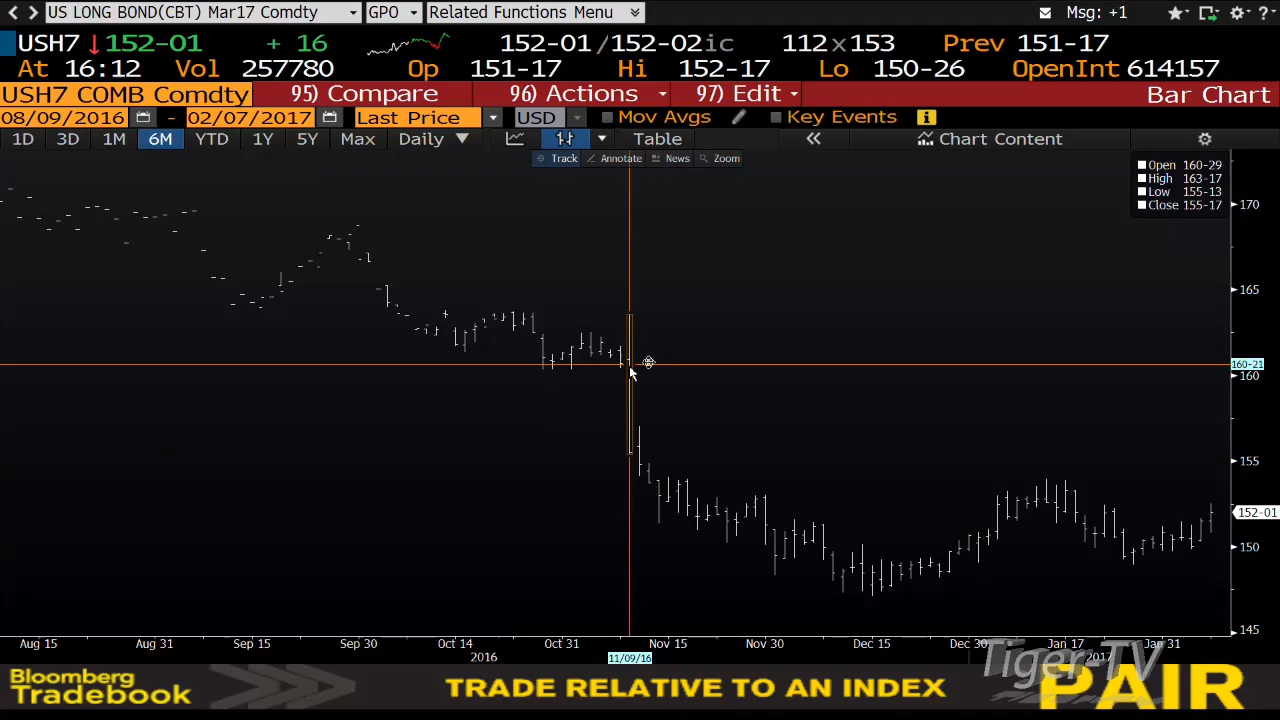 US LONG BOND(CBT) Mar17 Comdty GPO Related Functions Menu Msg: +1 ?
USH7 152-01 + 16 152-01/152-02ic 112x153 Prev 151-17
At 16:12 Vol 257780 Op 151-17 Hi 152-17 Lo 150-26 OpenInt 614157
USH7 COMB Comdty 95) Compare 96) Actions 97) Edit Bar Chart
08/09/2016 - 02/07/2017 Last Price USD Mov Avgs Key Events
1D 3D 1M 6M YTD 1Y 5Y Max Daily Table Chart Content
Track Annotate News Zoom
Open 160-29
High 163-17
Low 155-13
Close 155-17
170
165
160-21
160
155
152-01
150
145
Aug 15 Aug 31 Sep 15 Sep 30 Oct 14 Oct 31 Nov 15 Nov 30 Dec 15 Dec 30 Jan 17 Jan 31
2016 11/09/16 2017
Tiger-TV
Bloomberg
Tradebook
TRADE RELATIVE TO AN INDEX
PAIR